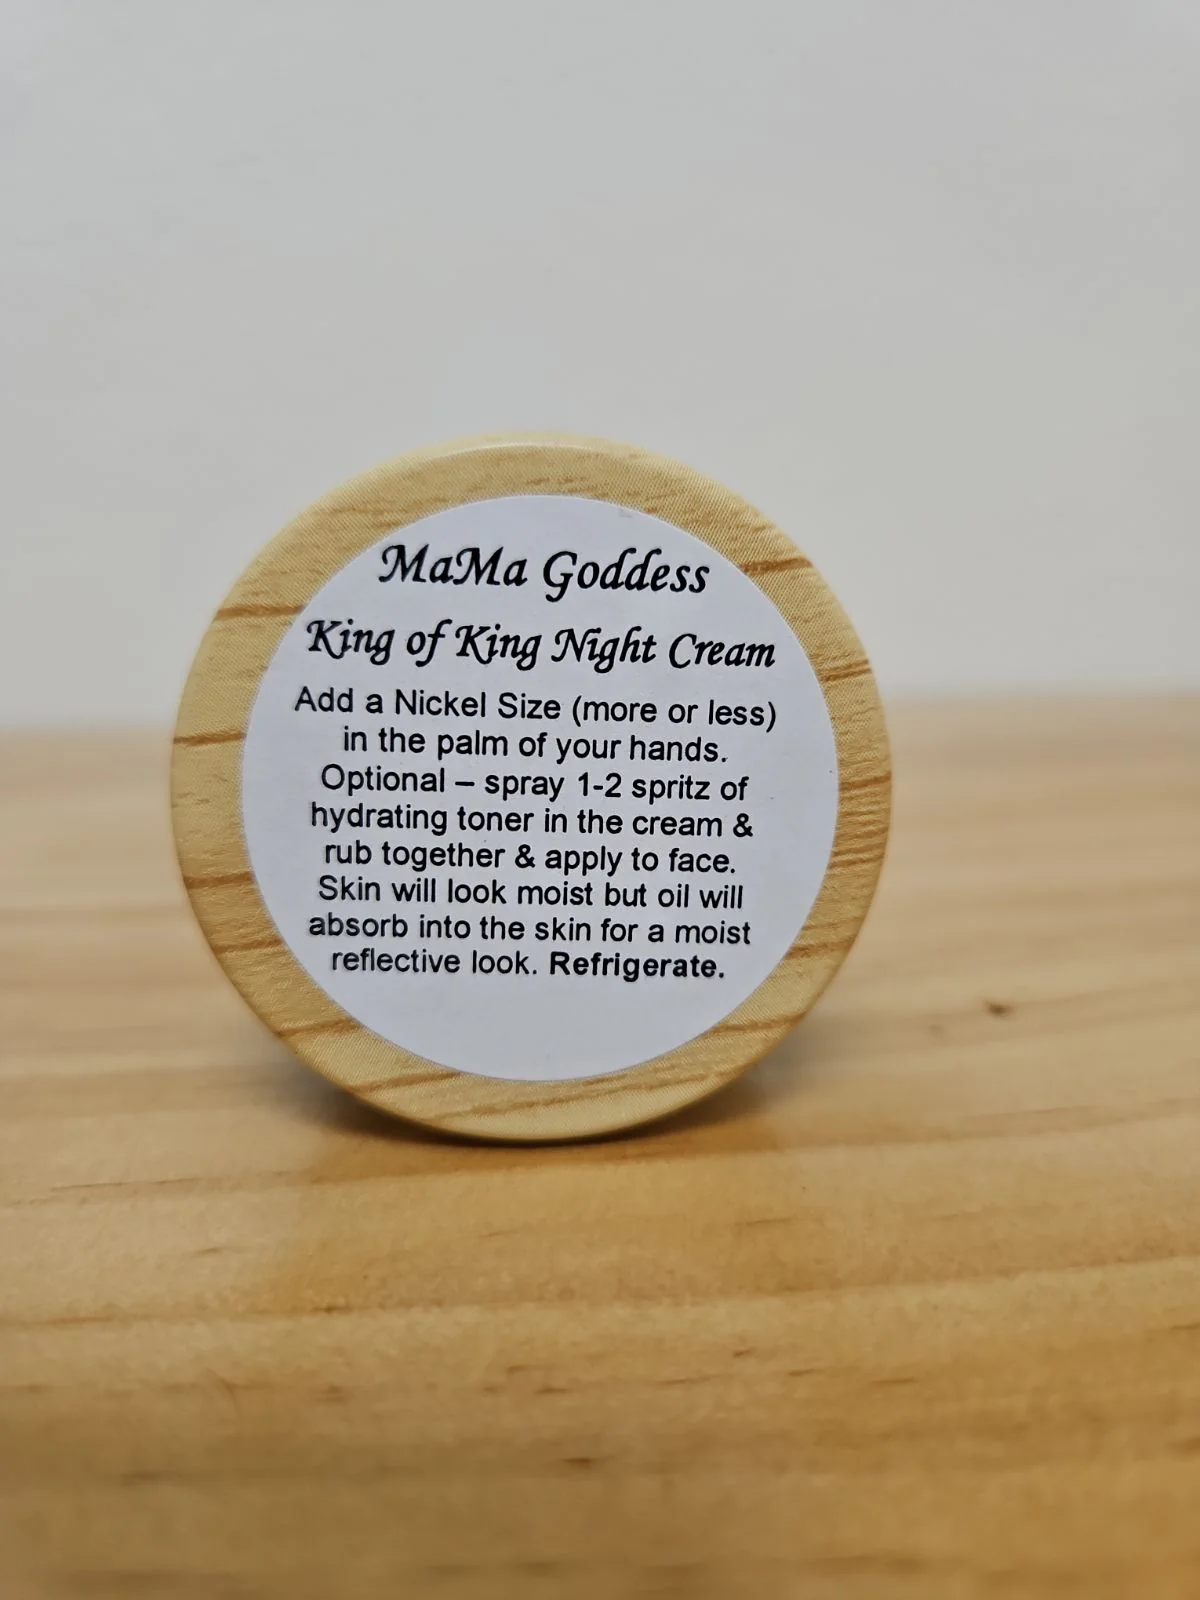 MaMa Goddess
King of King Night Cream
Add a Nickel Size (more or less)
in the palm of your hands.
Optional – spray 1-2 spritz of
hydrating toner in the cream &
rub together & apply to face.
Skin will look moist but oil will
absorb into the skin for a moist
reflective look. Refrigerate.